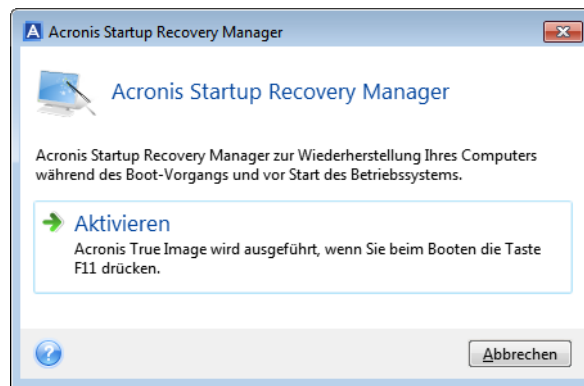 Acronis Startup Recovery Manager
Acronis Startup Recovery Manager
Acronis Startup Recovery Manager zur Wiederherstellung Ihres Computers
während des Boot-Vorgangs und vor Start des Betriebssystems.
Aktivieren
Acronis True Image wird ausgeführt, wenn Sie beim Booten die Taste
F11 drücken.
Abbrechen